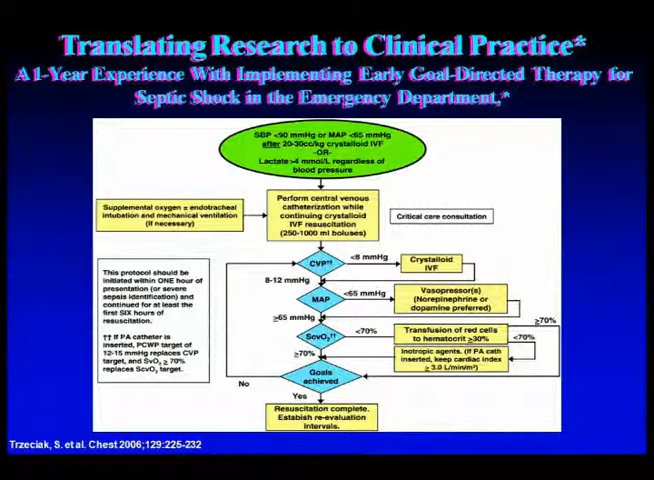 Translating Research to Clinical Practice*
A 1-Year Experience With Implementing Early Goal-Directed Therapy for
Septic Shock in the Emergency Department,*
SBP <90 mmHg or MAP <65 mmHg
after 20-30cc/kg crystalloid IVF
-OR-
Lactate>4 mmol/L regardless of
blood pressure
Supplemental oxygen ± endotracheal
intubation and mechanical ventilation
(if necessary)
Perform central venous
catheterization while
continuing crystalloid
IVF resuscitation
(250-1000 ml boluses)
Critical care consultation
CVP††
<8 mmHg
Crystalloid
IVF
8-12 mmHg
MAP
<65 mmHg
Vasopressor(s)
(Norepinephrine or
dopamine preferred)
≥65 mmHg
ScvO₂††
<70%
Transfusion of red cells
to hematocrit ≥30%
≥70%
<70%
Inotropic agents. (If PA cath
inserted, keep cardiac index
≥ 3.0 L/min/m²)
≥70%
Goals
achieved
No
Yes
Resuscitation complete.
Estabish re-evaluation
intervals.
This protocol should be
initiated within ONE hour of
presentation (or severe
sepsis identification) and
continued for at least the
first SIX hours of
resuscitation.
†† If PA catheter is
inserted, PCWP target of
12-15 mmHg replaces CVP
target, and SvO₂ ≥ 70%
replaces ScvO₂ target.
Trzeciak, S. et al. Chest 2006;129:225-232